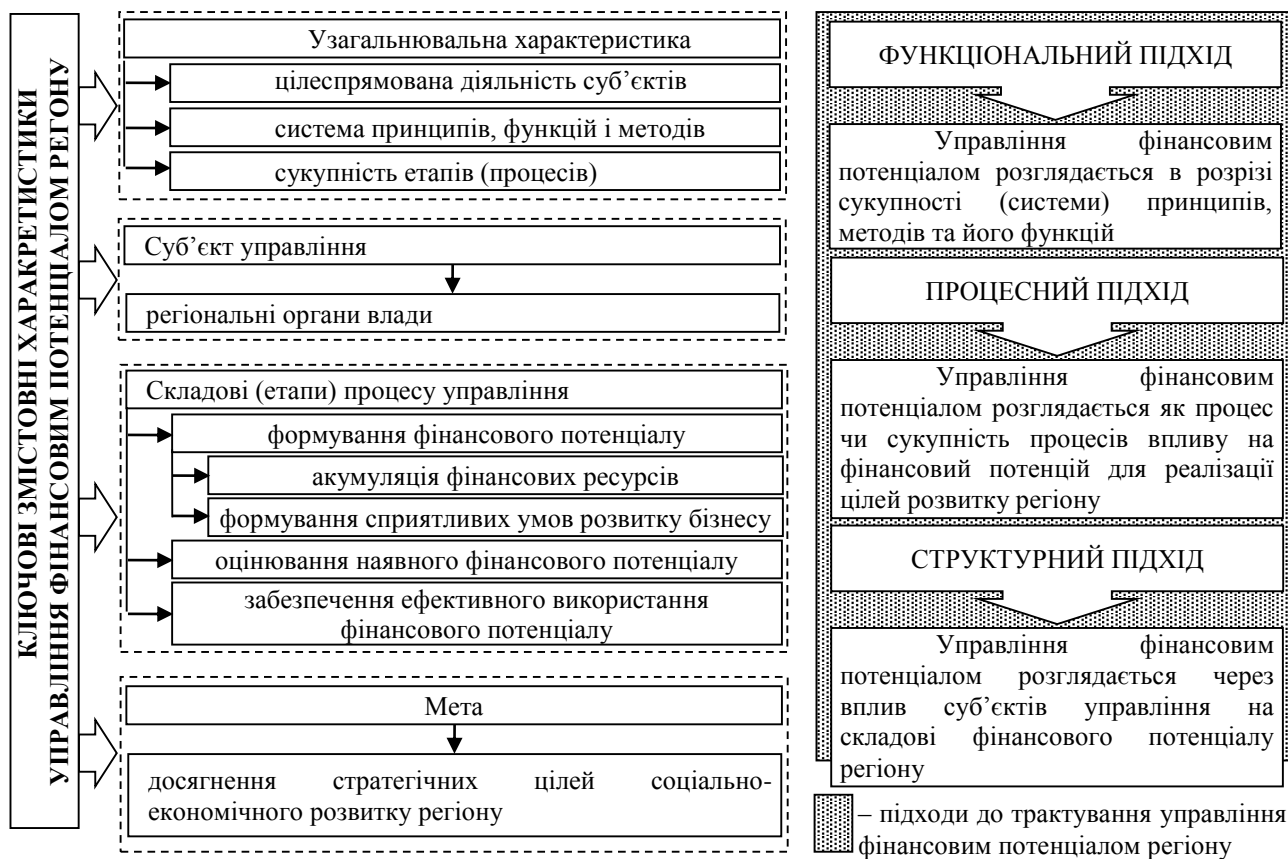 КЛЮЧОВІ ЗМІСТОВНІ ХАРАКРЕТИСТИКИ
УПРАВЛІННЯ ФІНАНСОВИМ ПОТЕНЦІАЛОМ РЕГОНУ
Узагальнювальна характеристика
цілеспрямована діяльність суб’єктів
система принципів, функцій і методів
сукупність етапів (процесів)
Суб’єкт управління
регіональні органи влади
Складові (етапи) процесу управління
формування фінансового потенціалу
акумуляція фінансових ресурсів
формування сприятливих умов розвитку бізнесу
оцінювання наявного фінансового потенціалу
забезпечення ефективного використання
фінансового потенціалу
Мета
досягнення стратегічних цілей соціально-
економічного розвитку регіону
ФУНКЦІОНАЛЬНИЙ ПІДХІД
Управління фінансовим
потенціалом розглядається в розрізі
сукупності (системи) принципів,
методів та його функцій
ПРОЦЕСНИЙ ПІДХІД
Управління фінансовим
потенціалом розглядається як процес
чи сукупність процесів впливу на
фінансовий потенцій для реалізації
цілей розвитку регіону
СТРУКТУРНИЙ ПІДХІД
Управління фінансовим
потенціалом розглядається через
вплив суб’єктів управління на
складові фінансового потенціалу
регіону
– підходи до трактування управління
фінансовим потенціалом регіону